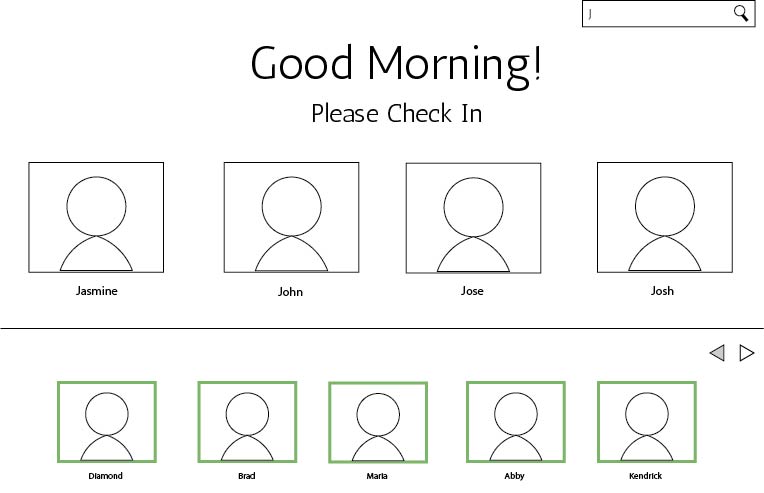 J
Good Morning!
Please Check In
Jasmine John Jose Josh
Diamond Brad Maria Abby Kendrick